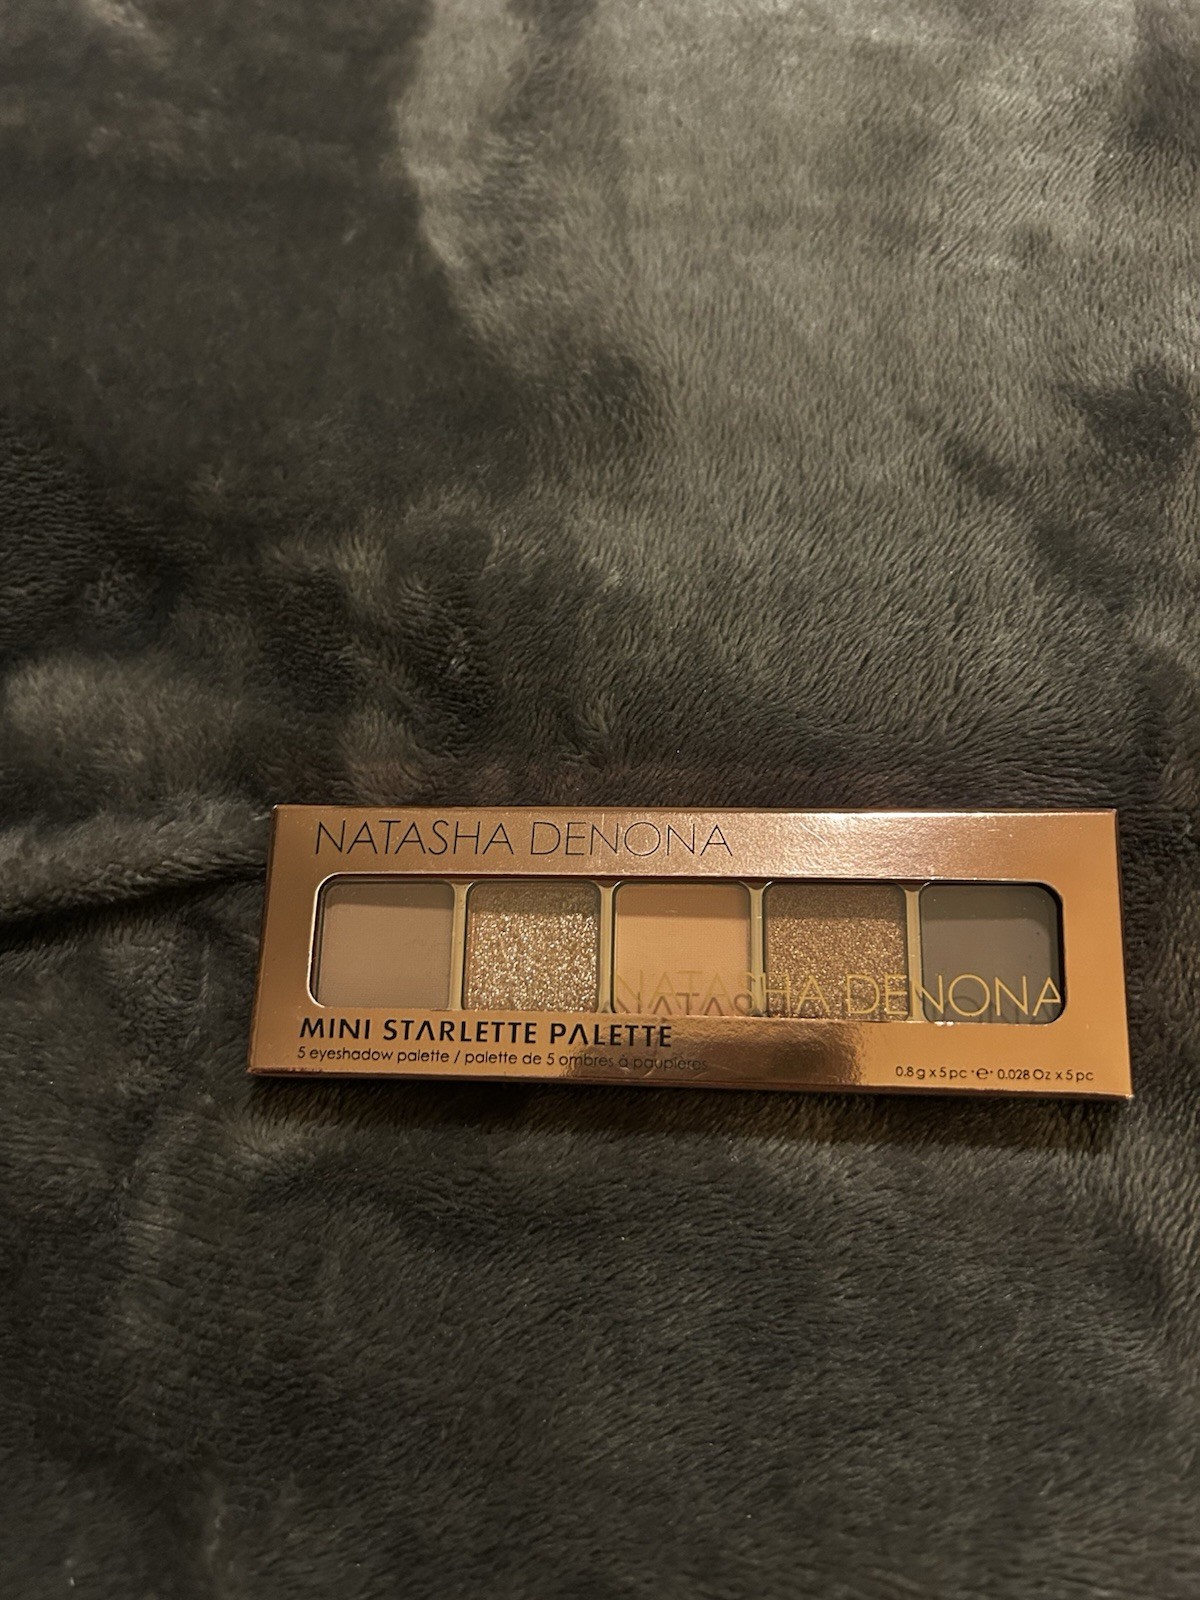 NATASHA DENONA
NATASHA DENONA
MINI STARLETTE PALETTE
5 eyeshadow palette / palette de 5 ombres à paupières
0.8 g x 5 pc ·e· 0.028 Oz x 5 pc